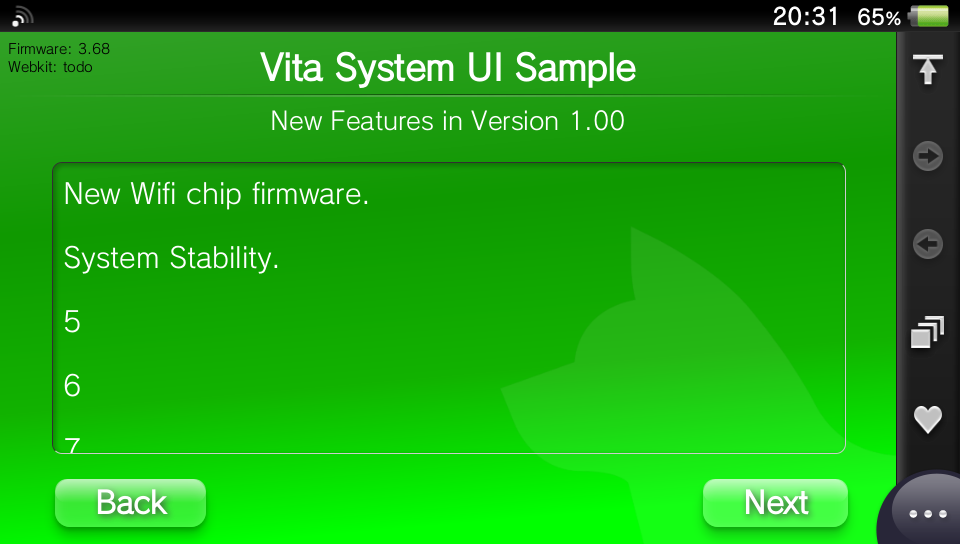 20:31 65%
Firmware: 3.68
Webkit: todo
Vita System UI Sample
New Features in Version 1.00
New Wifi chip firmware.
System Stability.
5
6
7
Back
Next